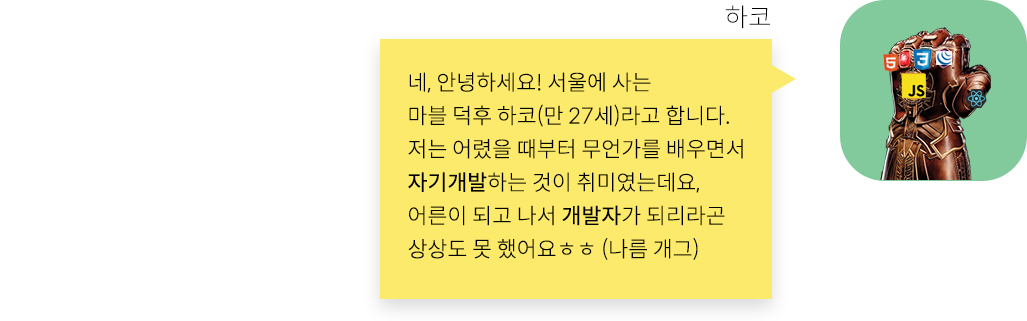 하코
네, 안녕하세요! 서울에 사는
마블 덕후 하코(만 27세)라고 합니다.
저는 어렸을 때부터 무언가를 배우면서
자기개발하는 것이 취미였는데요,
어른이 되고 나서 개발자가 되리라곤
상상도 못 했어요ㅎㅎ (나름 개그)
5
3
JS